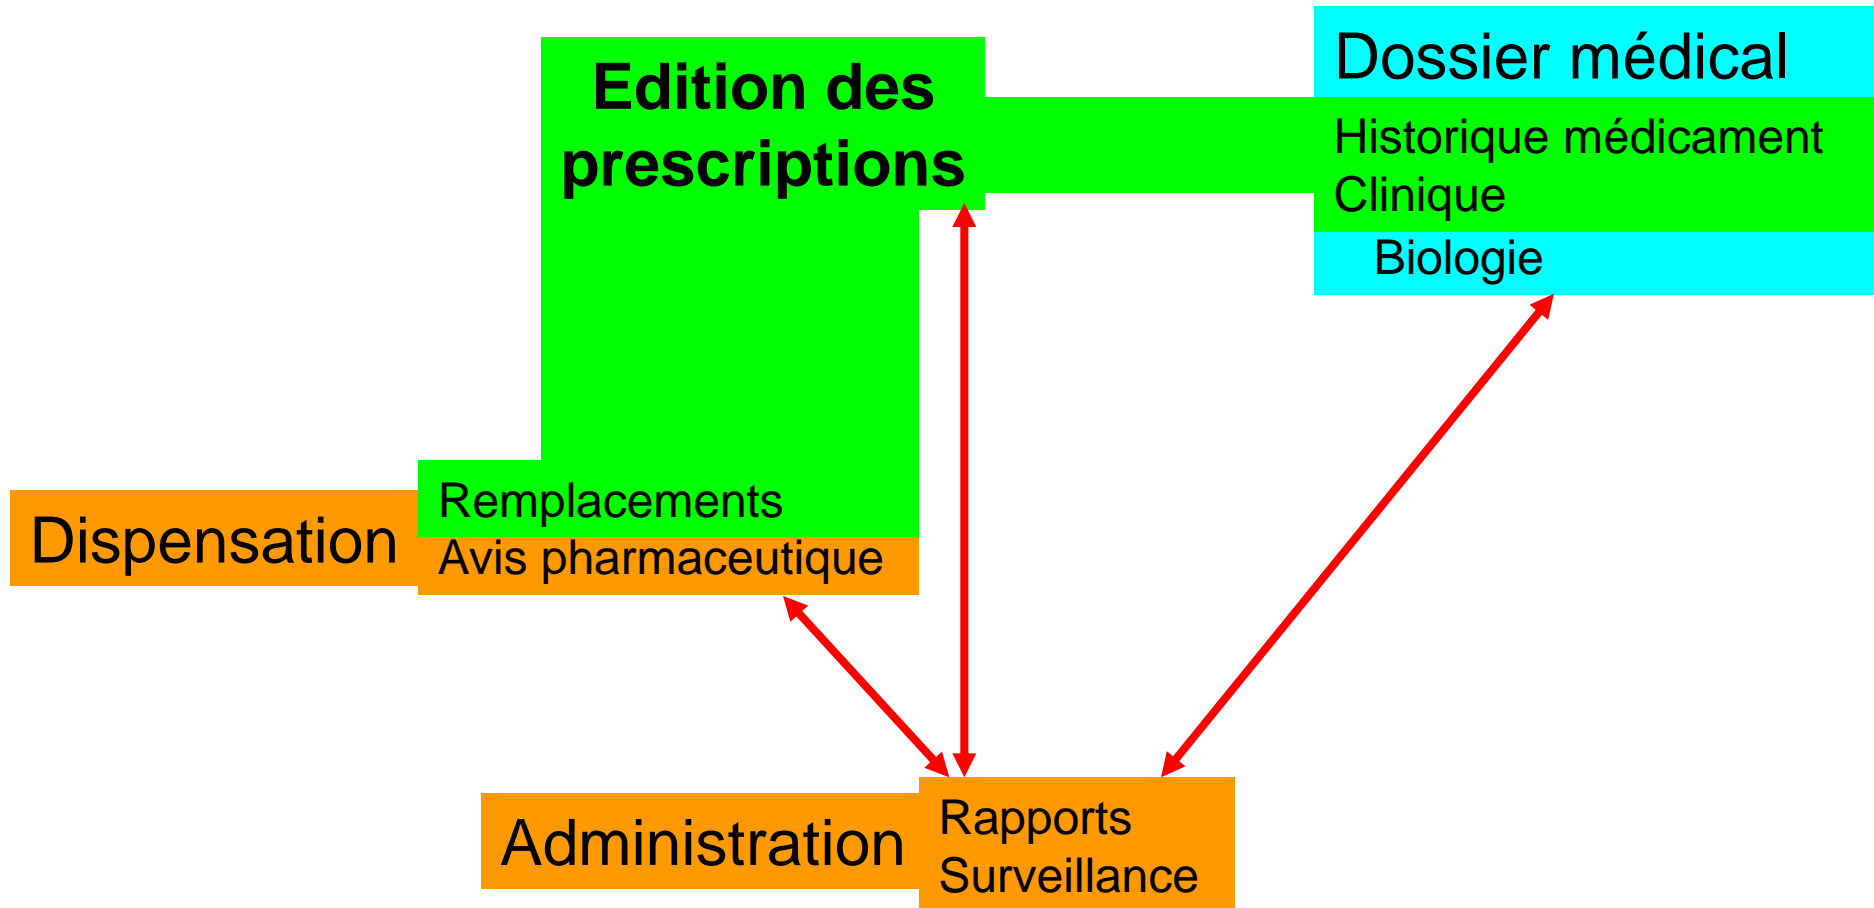 Edition des
prescriptions
Dossier médical
Historique médicament
Clinique
Biologie
Dispensation
Remplacements
Avis pharmaceutique
Administration
Rapports
Surveillance